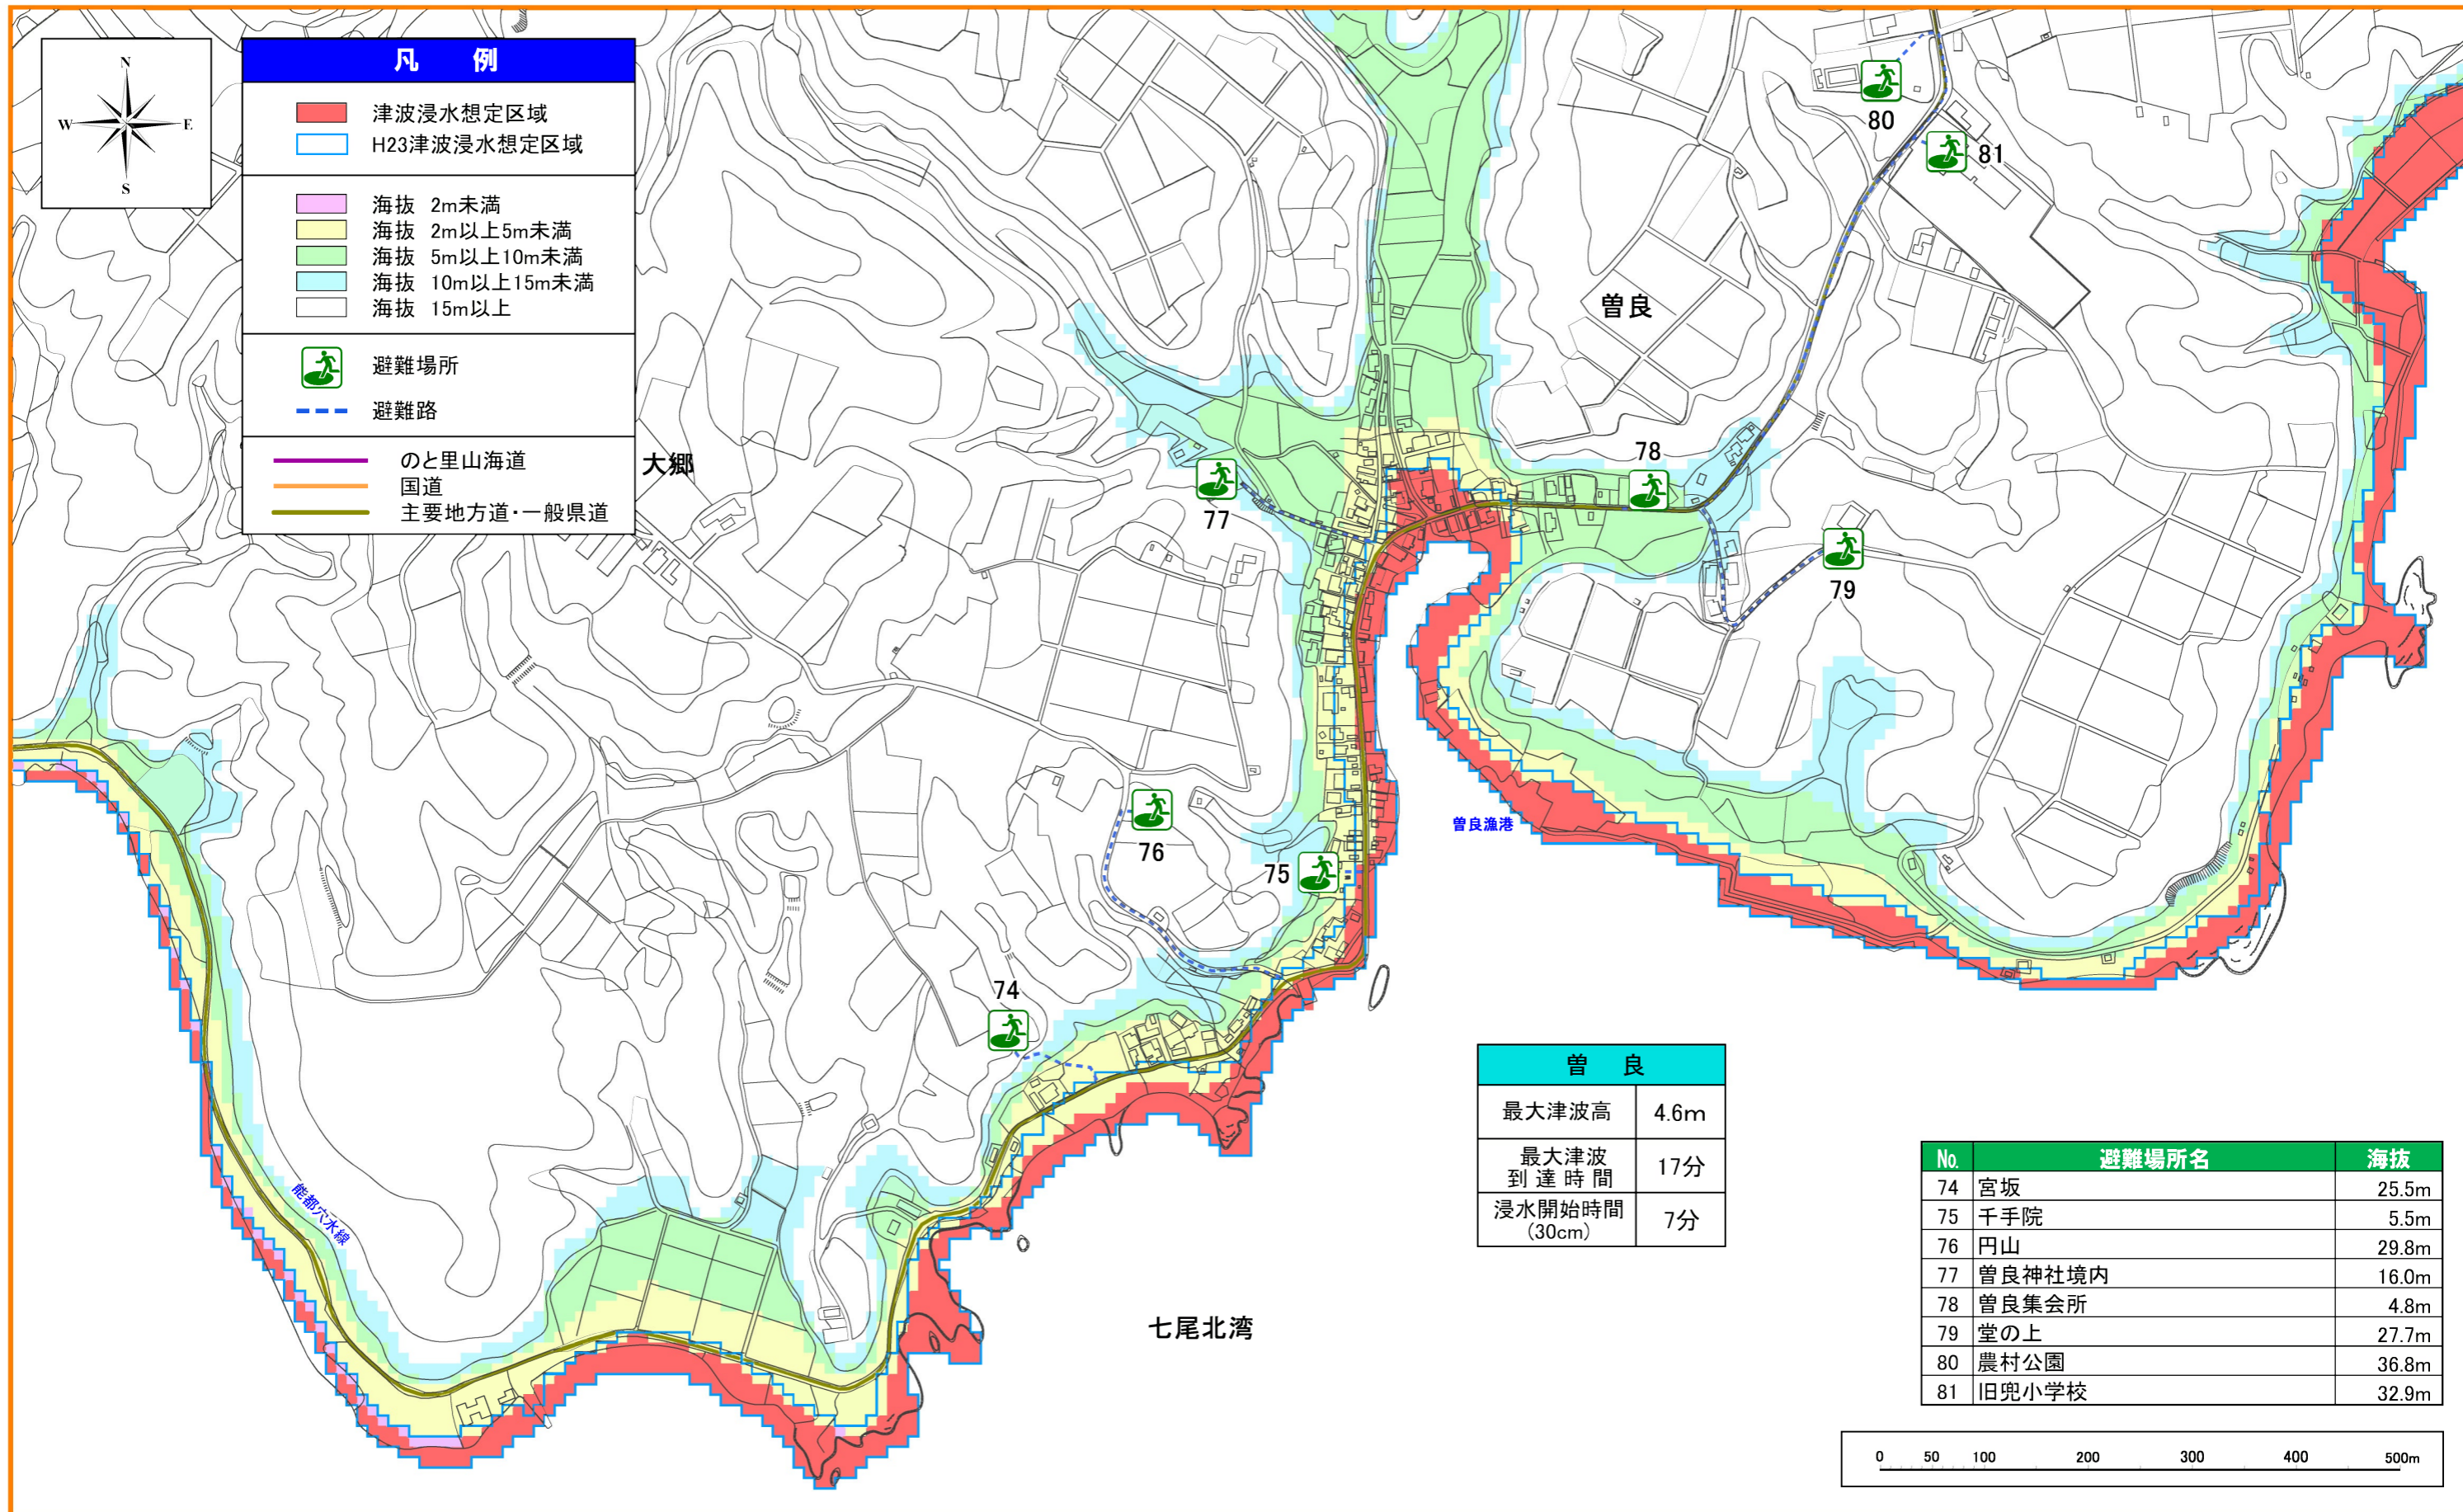 N
W
E
S
凡 例
津波浸水想定区域
H23津波浸水想定区域
海抜 2m未満
海抜 2m以上5m未満
海抜 5m以上10m未満
海抜 10m以上15m未満
海抜 15m以上
避難場所
避難路
のと里山海道
国道
主要地方道・一般県道
大郷
曽良
80
81
78
77
79
76
75
74
曽良漁港
能都穴水線
七尾北湾
曽 良
最大津波高 4.6m
最大津波
到達時間 17分
浸水開始時間
(30cm) 7分
No. 避難場所名 海抜
74 宮坂 25.5m
75 千手院 5.5m
76 円山 29.8m
77 曽良神社境内 16.0m
78 曽良集会所 4.8m
79 堂の上 27.7m
80 農村公園 36.8m
81 旧兜小学校 32.9m
0 50 100 200 300 400 500m